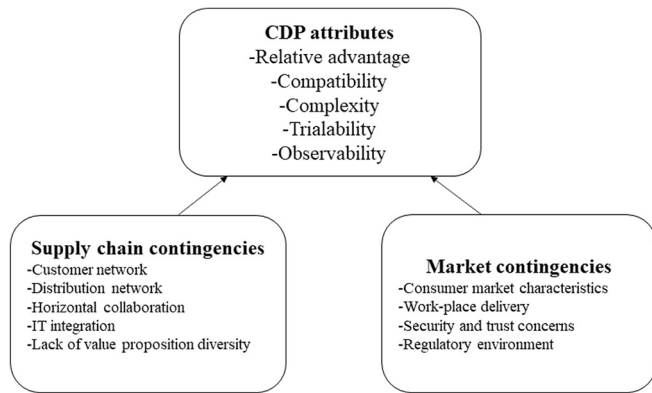 CDP attributes
-Relative advantage
-Compatibility
-Complexity
-Trialability
-Observability
Supply chain contingencies
-Customer network
-Distribution network
-Horizontal collaboration
-IT integration
-Lack of value proposition diversity
Market contingencies
-Consumer market characteristics
-Work-place delivery
-Security and trust concerns
-Regulatory environment